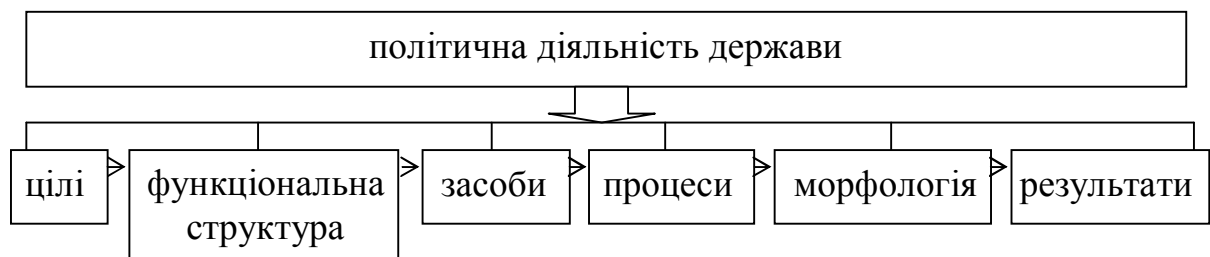 політична діяльність держави
цілі
функціональна
структура
засоби
процеси
морфологія
результати